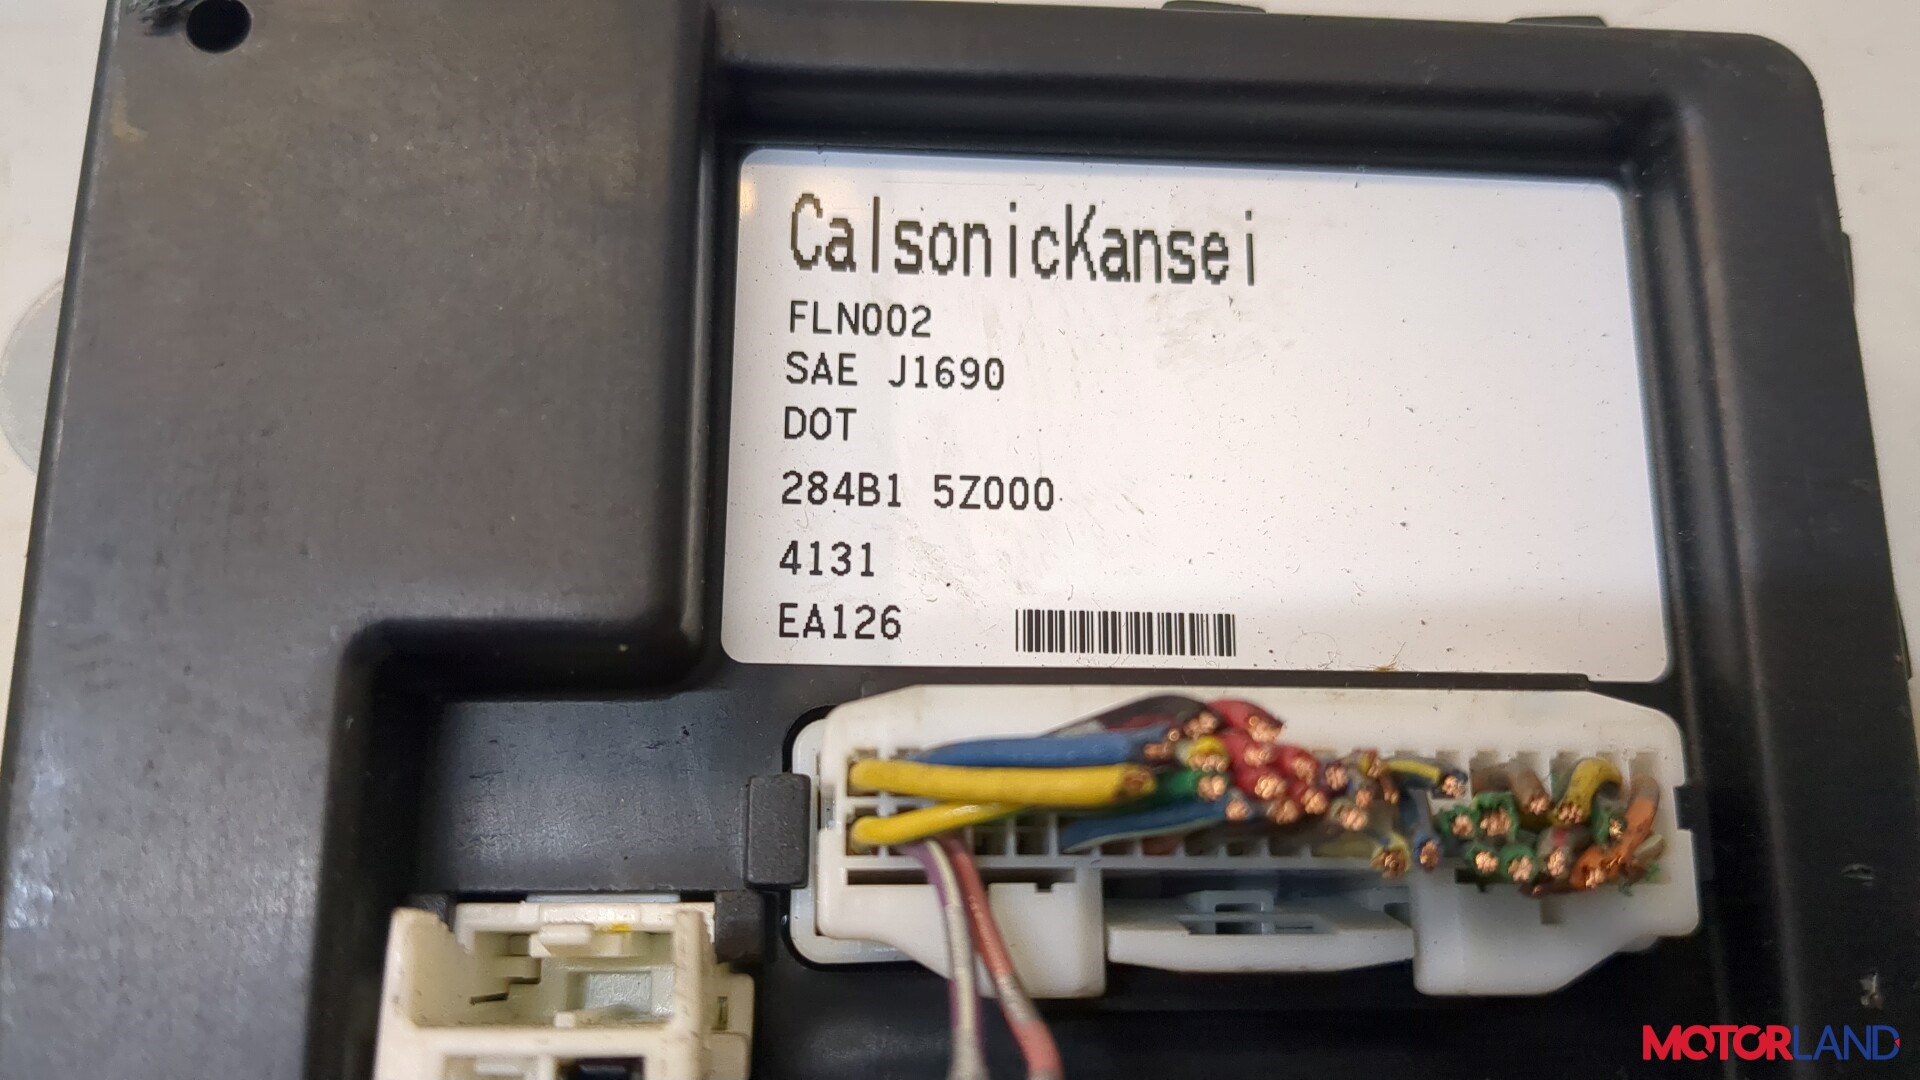 CalsonicKansei
FLN002
SAE J1690
DOT
284B1 5Z000
4131
EA126
MOTORLAND